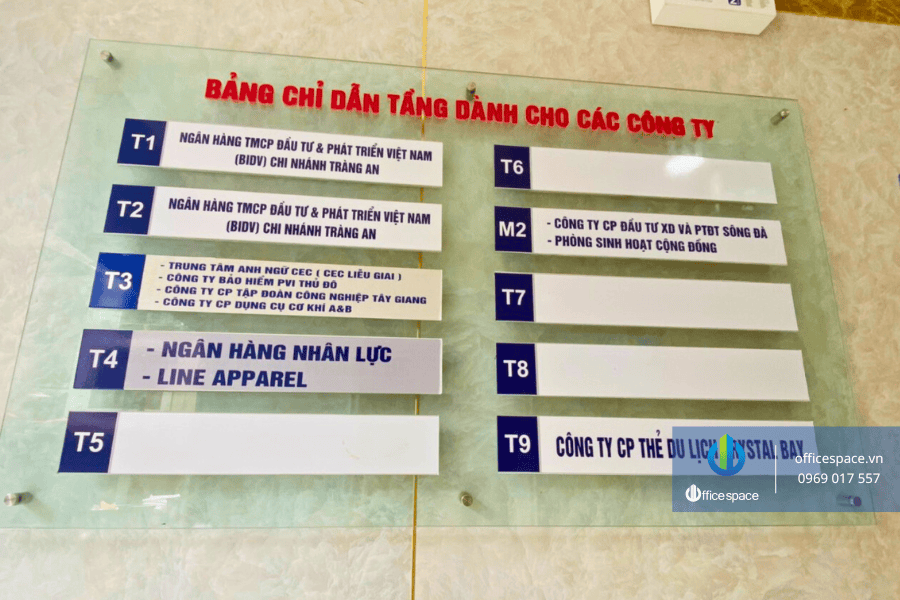 BẢNG CHỈ DẪN TẦNG DÀNH CHO CÁC CÔNG TY
T1
NGÂN HÀNG TMCP ĐẦU TƯ & PHÁT TRIỂN VIỆT NAM
(BIDV) CHI NHÁNH TRÀNG AN
T2
NGÂN HÀNG TMCP ĐẦU TƯ & PHÁT TRIỂN VIỆT NAM
(BIDV) CHI NHÁNH TRÀNG AN
T3
- TRUNG TÂM ANH NGỮ CEC ( CEC LIỄU GIAI )
- CÔNG TY BẢO HIỂM PVI THỦ ĐÔ
- CÔNG TY CP TẬP ĐOÀN CÔNG NGHIỆP TÂY GIANG
- CÔNG TY CP DỤNG CỤ CƠ KHÍ A&B
T4
- NGÂN HÀNG NHÂN LỰC
- LINE APPAREL
T5
T6
M2
- CÔNG TY CP ĐẦU TƯ XD VÀ PTĐT SÔNG ĐÀ
- PHÒNG SINH HOẠT CỘNG ĐỒNG
T7
T8
T9
CÔNG TY CP THẺ DU LỊCH BAY
officespace.vn
0969 017 557
Office space